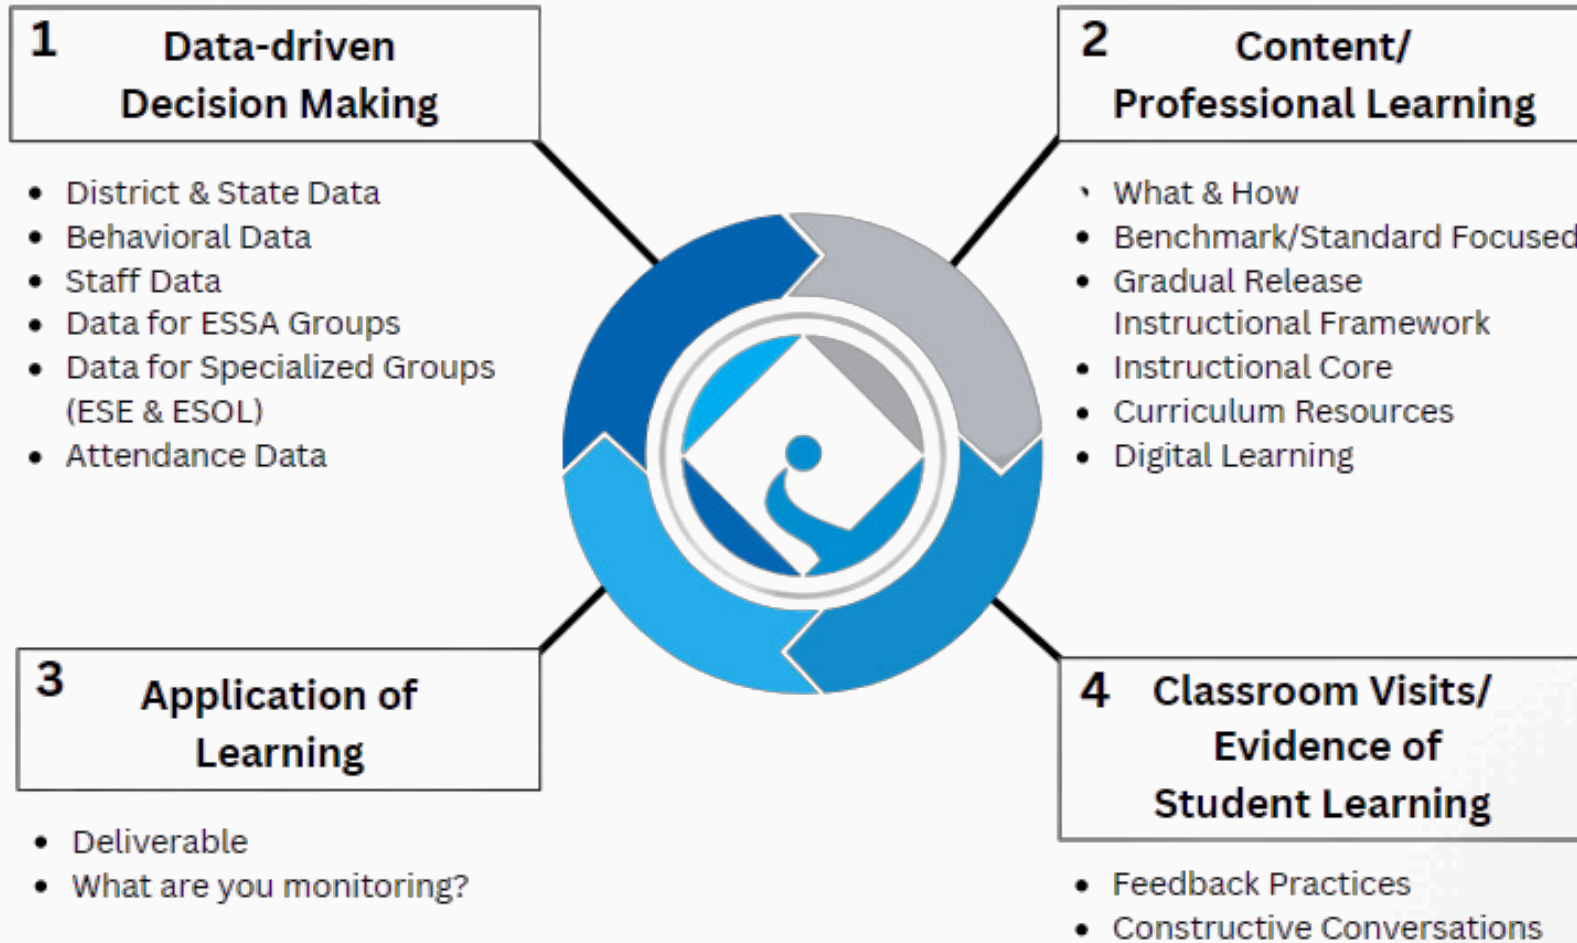 1 Data-driven
Decision Making
• District & State Data
• Behavioral Data
• Staff Data
• Data for ESSA Groups
• Data for Specialized Groups
(ESE & ESOL)
• Attendance Data
2 Content/
Professional Learning
• What & How
• Benchmark/Standard Focused
• Gradual Release
Instructional Framework
• Instructional Core
• Curriculum Resources
• Digital Learning
3 Application of
Learning
• Deliverable
• What are you monitoring?
4 Classroom Visits/
Evidence of
Student Learning
• Feedback Practices
• Constructive Conversations